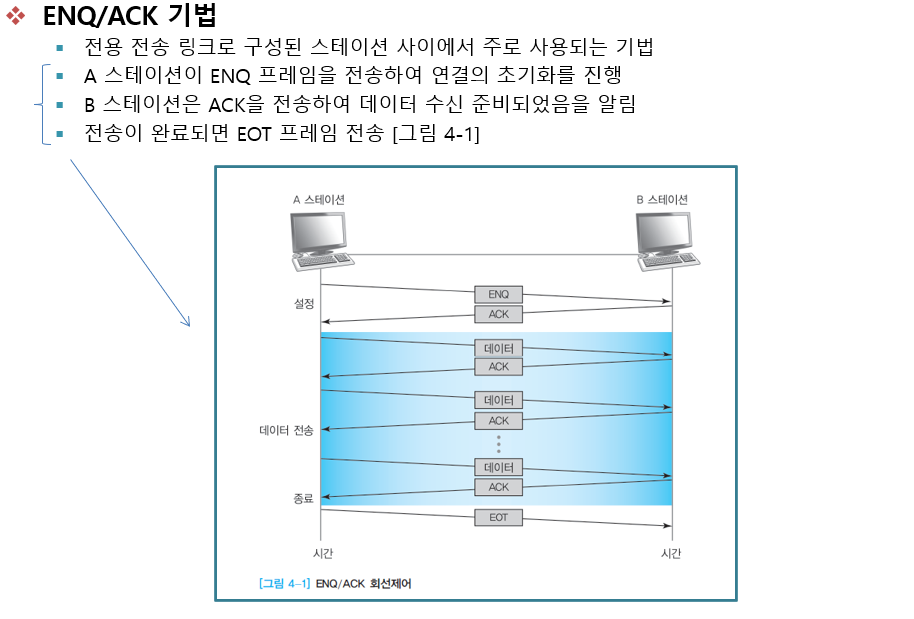 ENQ/ACK 기법
전용 전송 링크로 구성된 스테이션 사이에서 주로 사용되는 기법
A 스테이션이 ENQ 프레임을 전송하여 연결의 초기화를 진행
B 스테이션은 ACK을 전송하여 데이터 수신 준비되었음을 알림
전송이 완료되면 EOT 프레임 전송 [그림 4-1]
A 스테이션
B 스테이션
설정
ENQ
ACK
데이터
ACK
데이터
데이터 전송
ACK
데이터
ACK
종료
EOT
시간
시간
[그림 4-1] ENQ/ACK 회선제어